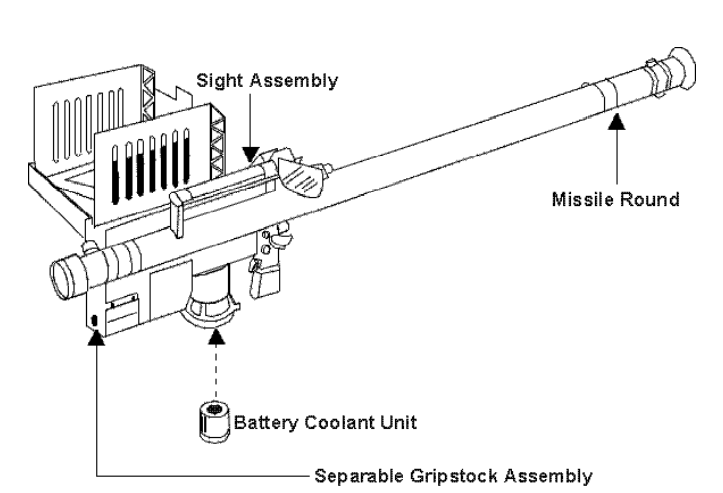 Sight Assembly
Missile Round
Battery Coolant Unit
Separable Gripstock Assembly